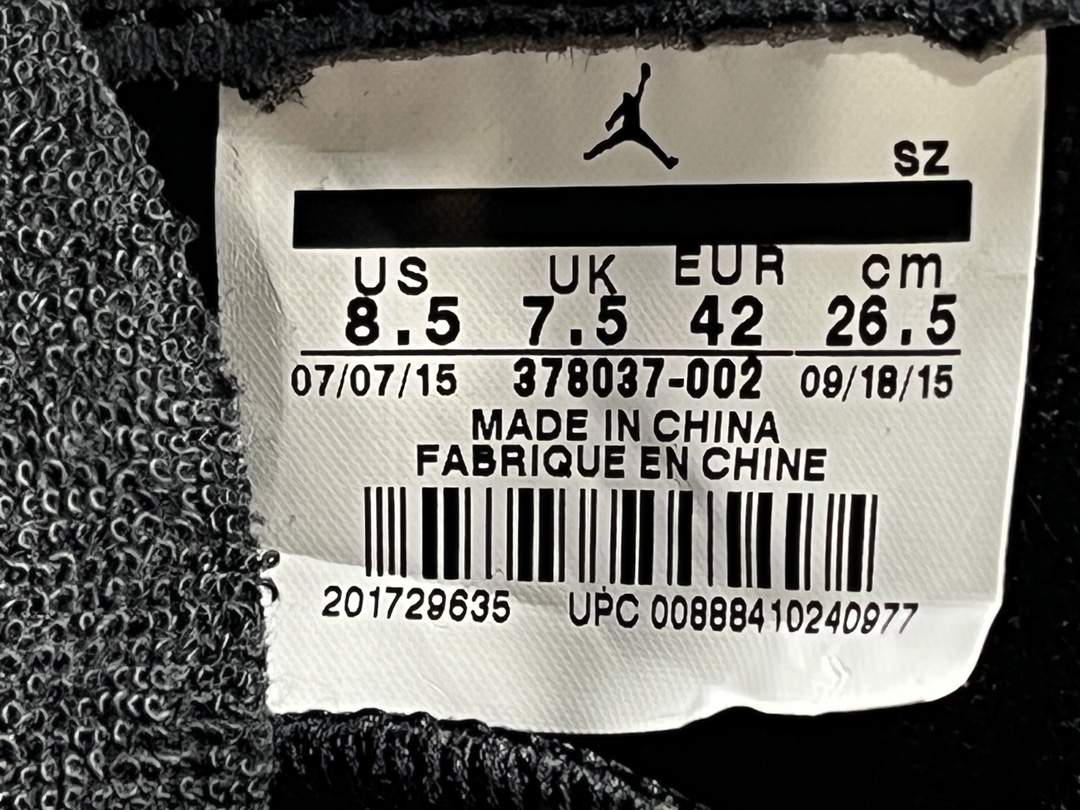 SZ
US UK EUR cm
8.5 7.5 42 26.5
07/07/15 378037-002 09/18/15
MADE IN CHINA
FABRIQUE EN CHINE
201729635 UPC 00888410240977